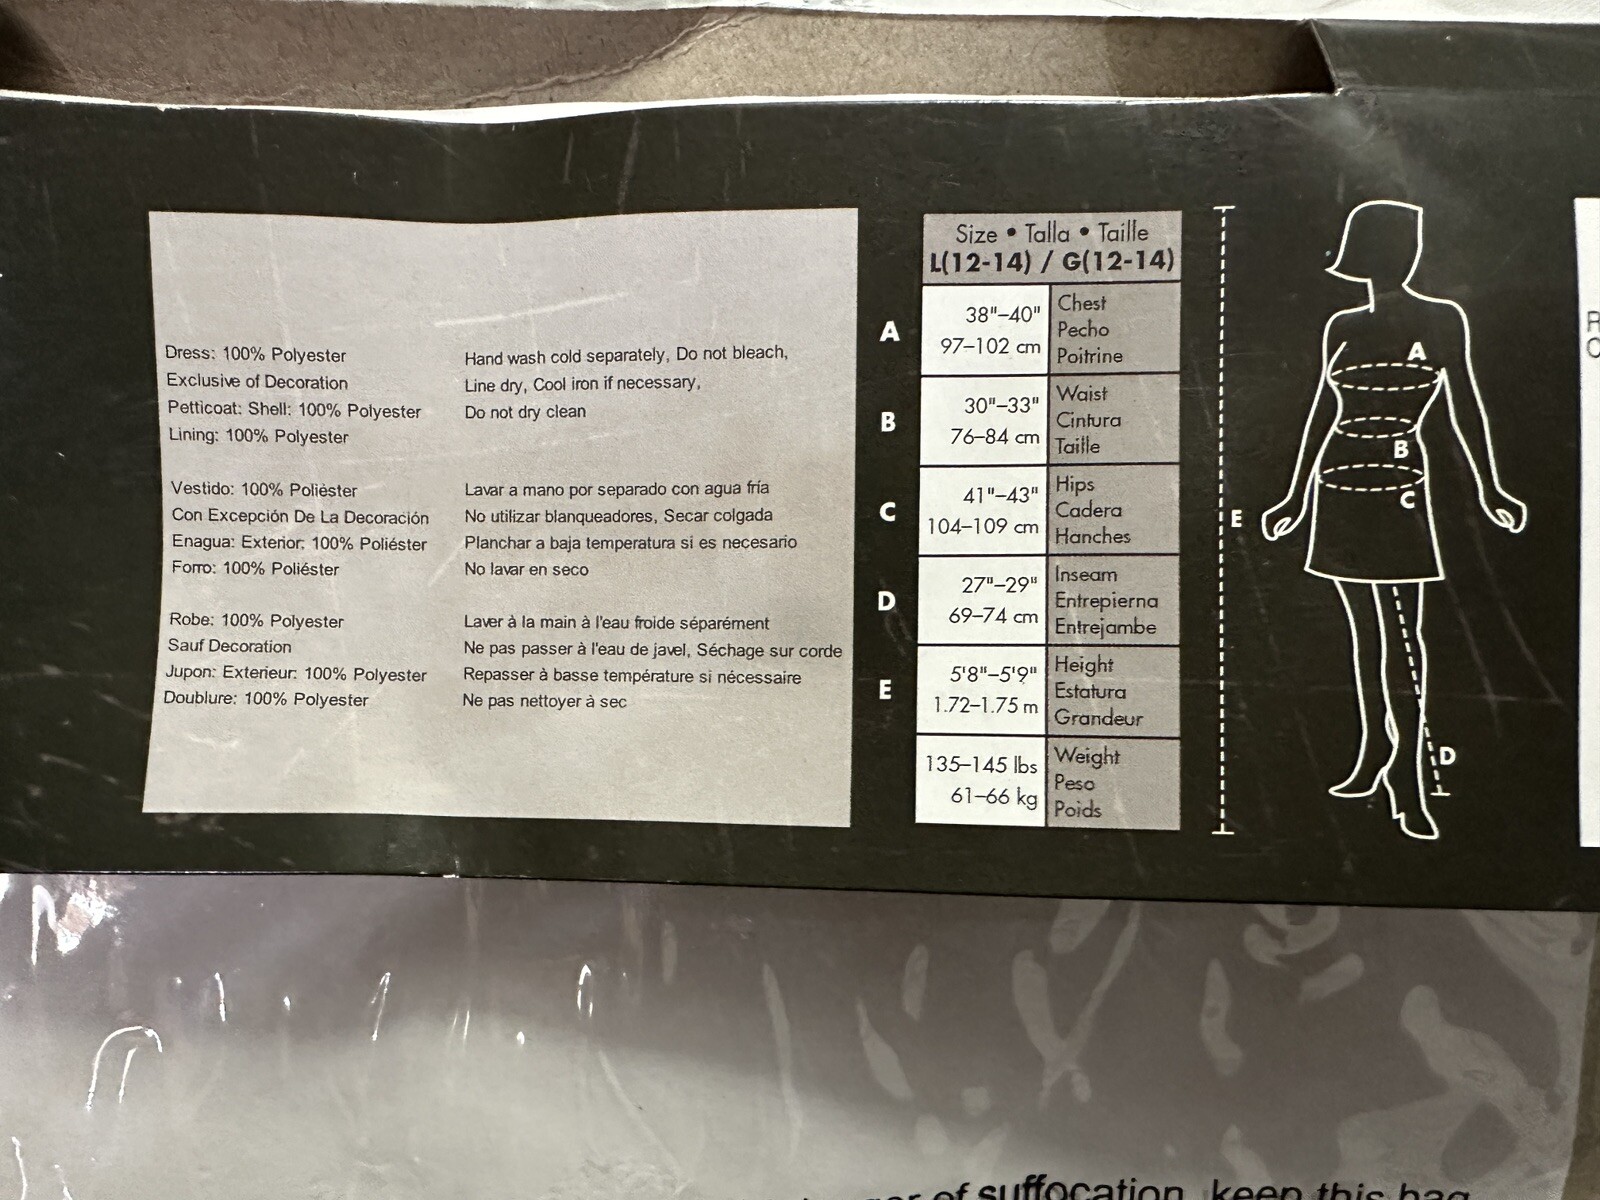 Dress: 100% Polyester
Exclusive of Decoration
Petticoat: Shell: 100% Polyester
Lining: 100% Polyester
Hand wash cold separately, Do not bleach,
Line dry, Cool iron if necessary,
Do not dry clean
Vestido: 100% Poliéster
Con Excepción De La Decoración
Enagua: Exterior: 100% Poliéster
Forro: 100% Poliéster
Lavar a mano por separado con agua fría
No utilizar blanqueadores, Secar colgada
Planchar a baja temperatura si es necesario
No lavar en seco
Robe: 100% Polyester
Sauf Decoration
Jupon: Exterieur: 100% Polyester
Doublure: 100% Polyester
Laver à la main à l'eau froide séparément
Ne pas passer à l'eau de javel, Séchage sur corde
Repasser à basse température si nécessaire
Ne pas nettoyer à sec
Size • Talla • Taille
L(12-14) / G(12-14)
A
38"–40"
97–102 cm
Chest
Pecho
Poitrine
B
30"–33"
76–84 cm
Waist
Cintura
Taille
C
41"–43"
104–109 cm
Hips
Cadera
Hanches
D
27"–29"
69–74 cm
Inseam
Entrepierna
Entrejambe
E
5'8"–5'9"
1.72–1.75 m
Height
Estatura
Grandeur
135–145 lbs
61–66 kg
Weight
Peso
Poids
A
B
C
E
D
of suffocation, keep this bag